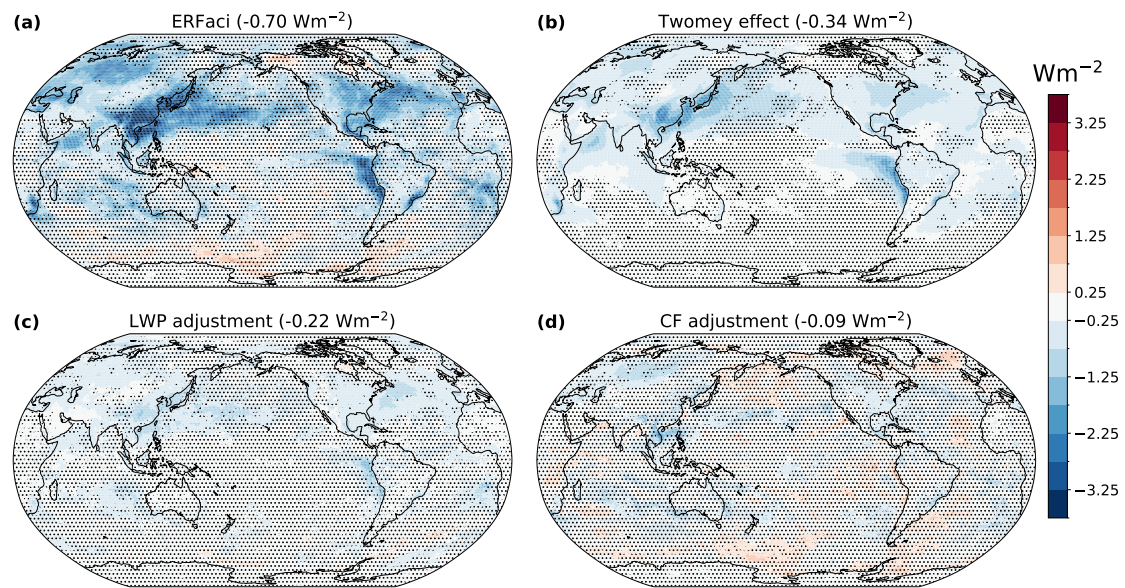 (a) ERFaci (-0.70 Wm⁻²)
(b) Twomey effect (-0.34 Wm⁻²)
(c) LWP adjustment (-0.22 Wm⁻²)
(d) CF adjustment (-0.09 Wm⁻²)
Wm⁻²
3.25
2.25
1.25
0.25
−0.25
−1.25
−2.25
−3.25